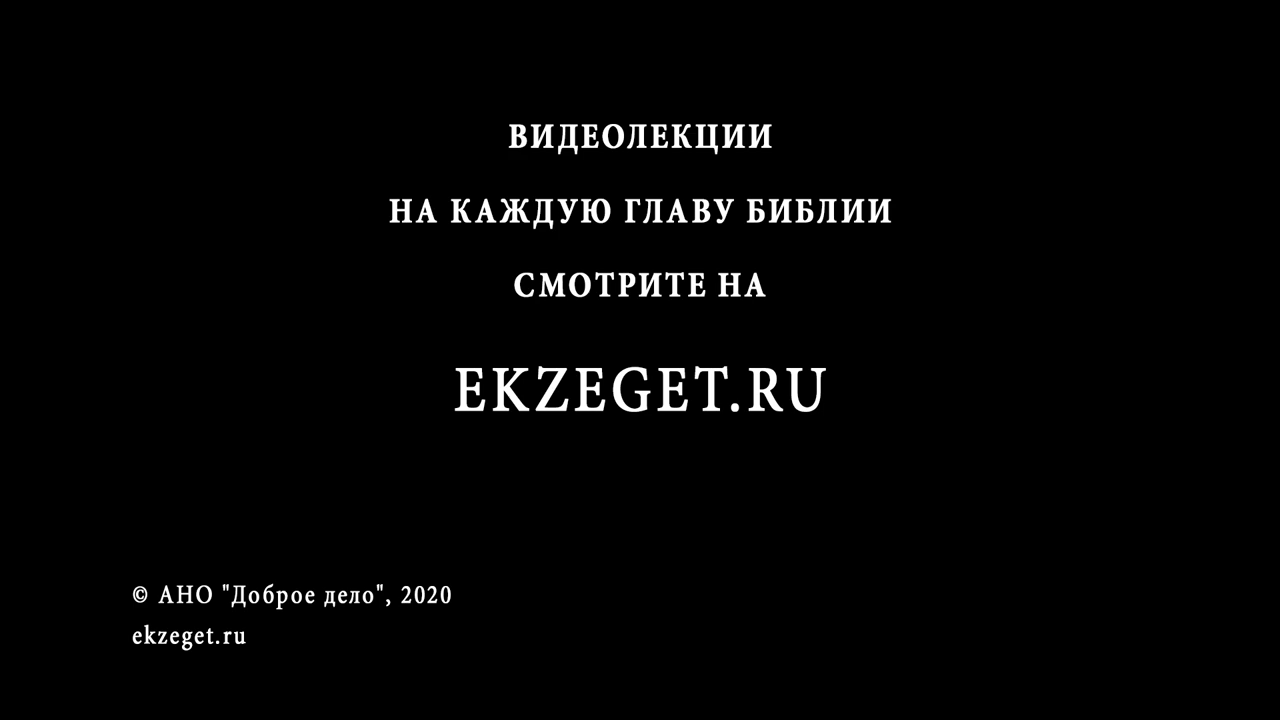 ВИДЕОЛЕКЦИИ
НА КАЖДУЮ ГЛАВУ БИБЛИИ
СМОТРИТЕ НА
EKZEGET.RU
© АНО "Доброе дело", 2020
ekzeget.ru